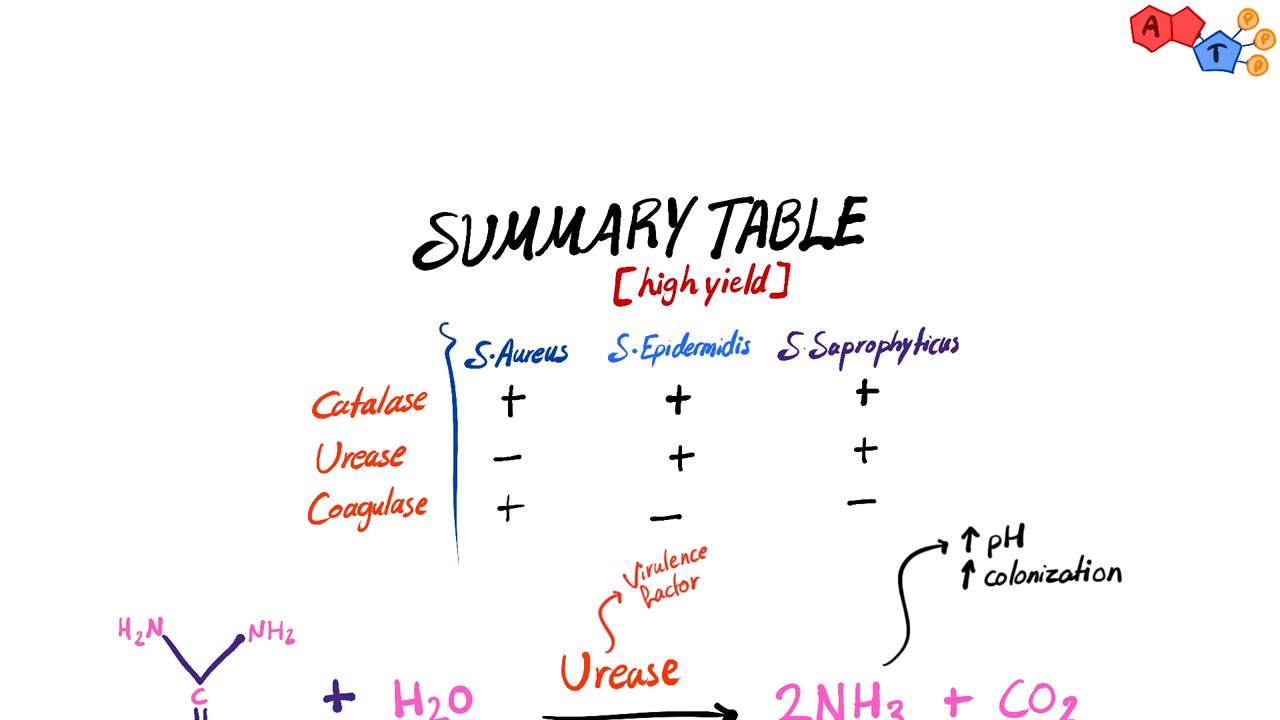 A T P P P
SUMMARY TABLE
[high yield]
S.Aureus S.Epidermidis S.Saprophyticus
Catalase + + +
Urease - + +
Coagulase + - -
Virulence factor
↑ pH
↑ colonization
H2N NH2
C
Urease
+ H2O → 2NH3 + CO2